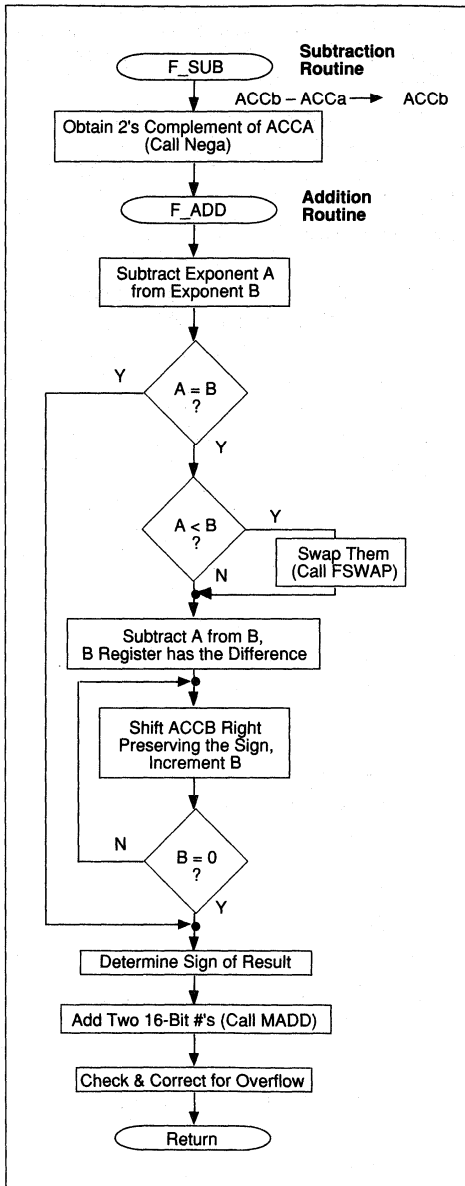 F_SUB
Subtraction
Routine
ACCb – ACCa → ACCb
Obtain 2's Complement of ACCA
(Call Nega)
F_ADD
Addition
Routine
Subtract Exponent A
from Exponent B
Y
A = B
?
Y
A < B
?
Y
Swap Them
(Call FSWAP)
N
Subtract A from B,
B Register has the Difference
Shift ACCB Right
Preserving the Sign,
Increment B
N
B = 0
?
Y
Determine Sign of Result
Add Two 16-Bit #'s (Call MADD)
Check & Correct for Overflow
Return